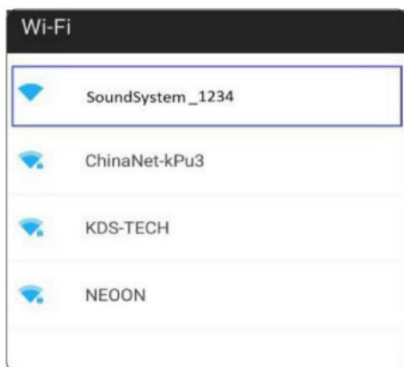 Wi-Fi
SoundSystem_1234
ChinaNet-kPu3
KDS-TECH
NEOON